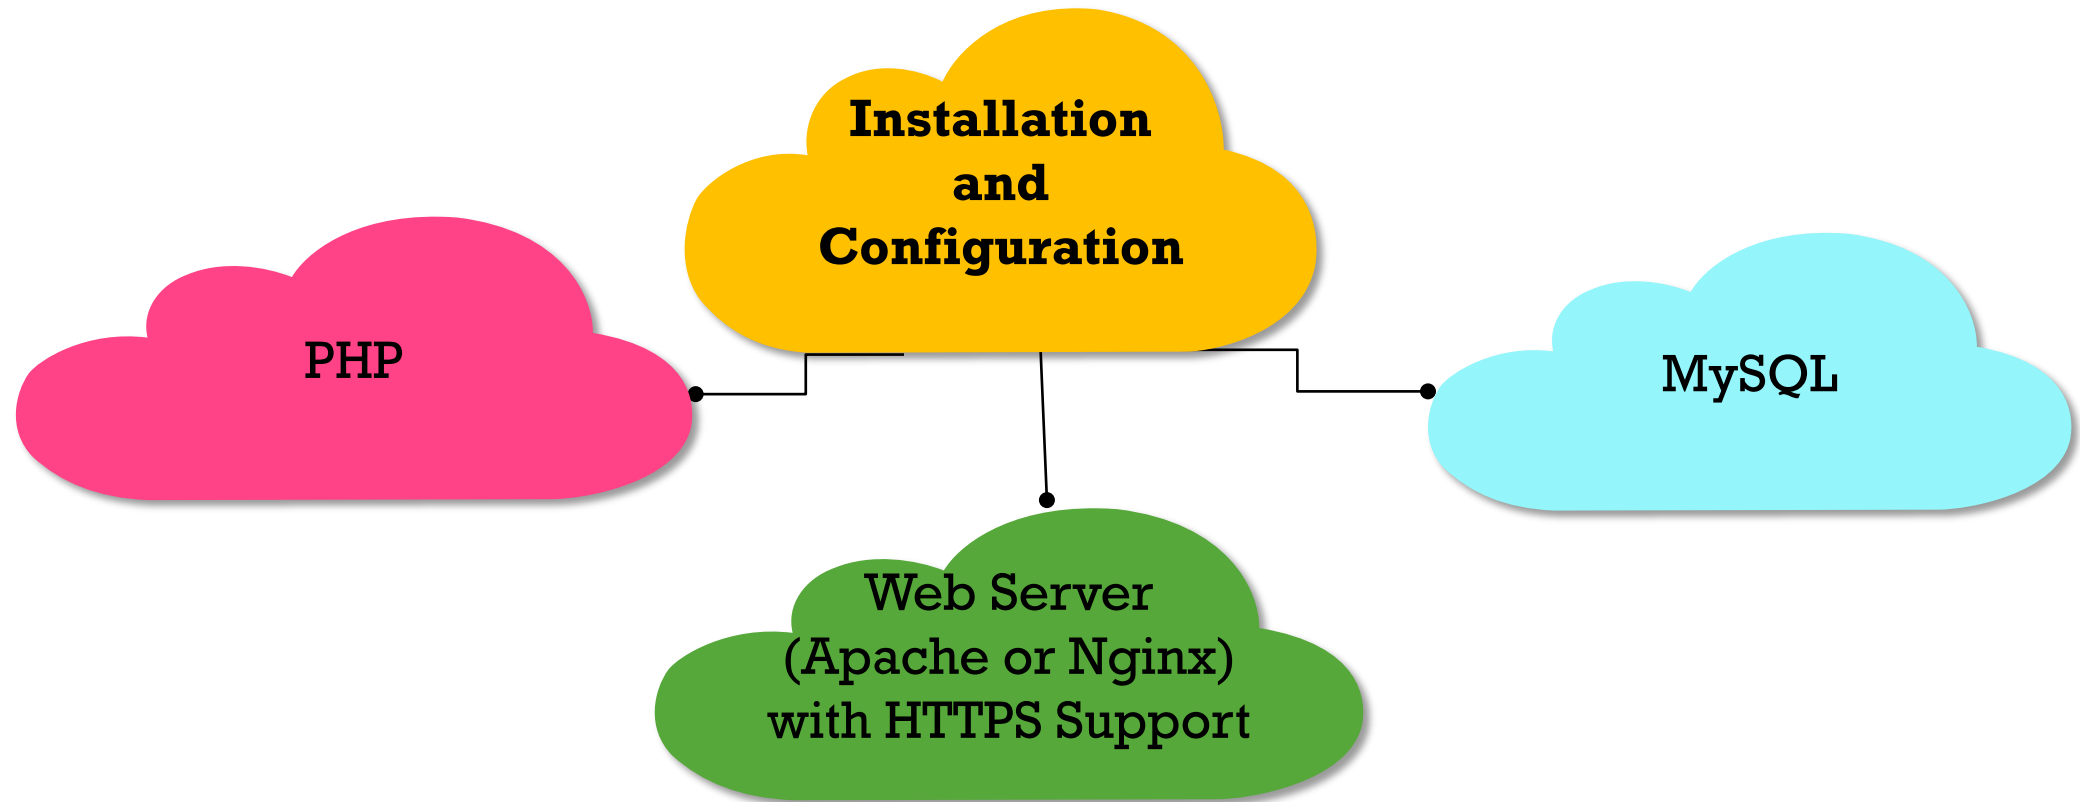 Installation
and
Configuration
PHP
MySQL
Web Server
(Apache or Nginx)
with HTTPS Support